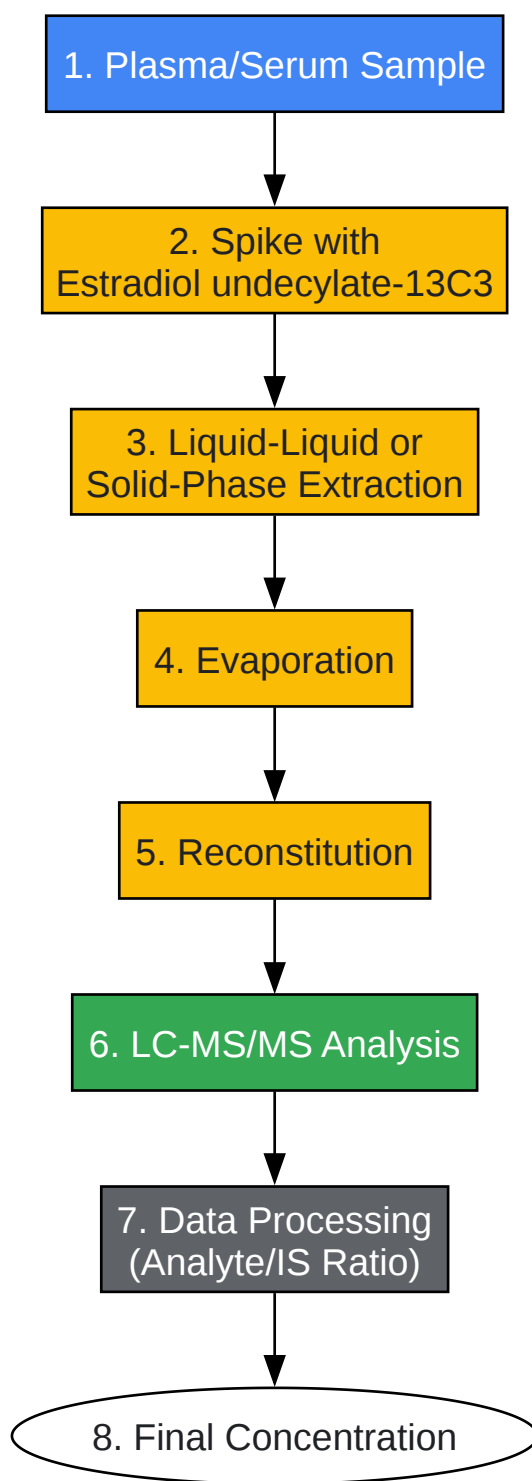 1. Plasma/Serum Sample
2. Spike with
Estradiol undecylate-13C3
3. Liquid-Liquid or
Solid-Phase Extraction
4. Evaporation
5. Reconstitution
6. LC-MS/MS Analysis
7. Data Processing
(Analyte/IS Ratio)
8. Final Concentration